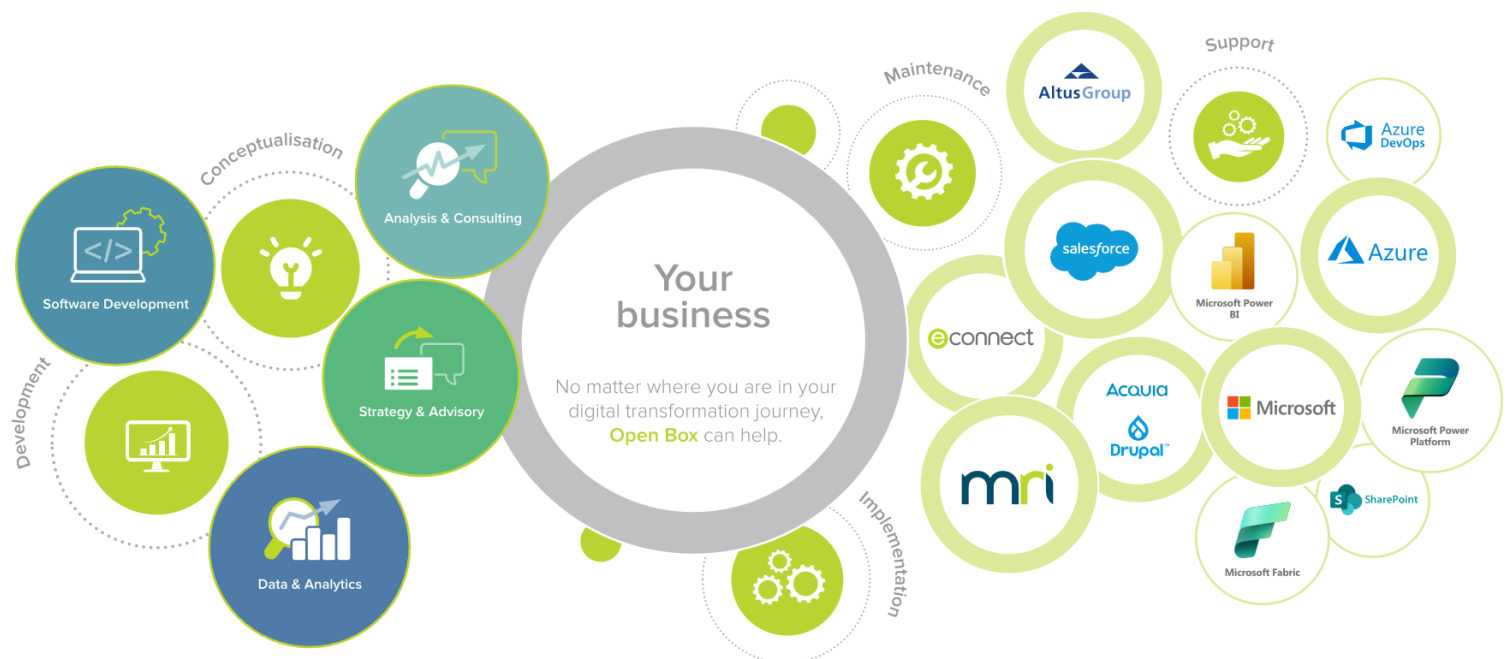 Conceptualisation
Analysis & Consulting
</>
Software Development
Development
Strategy & Advisory
Data & Analytics
Your
business
No matter where you are in your
digital transformation journey,
Open Box can help.
Maintenance
Implementation
Support
AltusGroup
Azure
DevOps
salesforce
Microsoft Power
BI
Azure
econnect
Acquia
Drupal™
Microsoft
Microsoft Power
Platform
mri
S
SharePoint
Microsoft Fabric